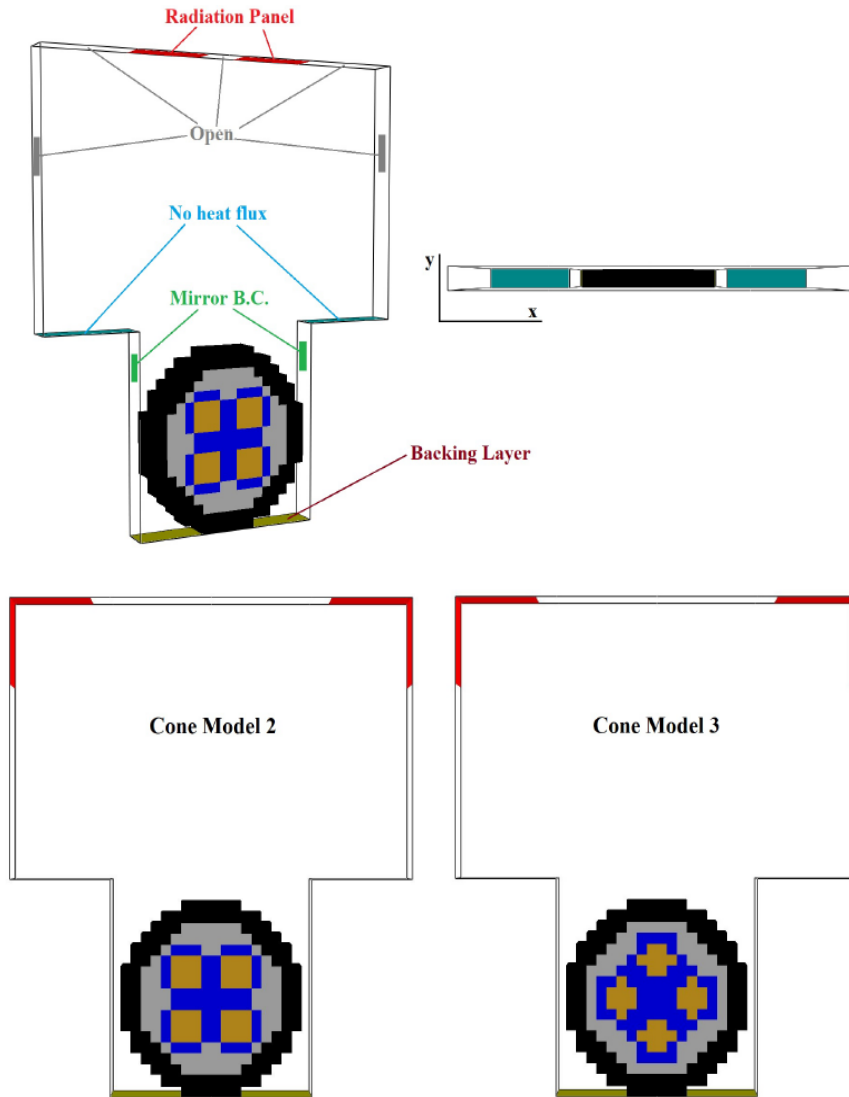 Radiation Panel
Open
No heat flux
Mirror B.C.
Backing Layer
y
x
Cone Model 2
Cone Model 3